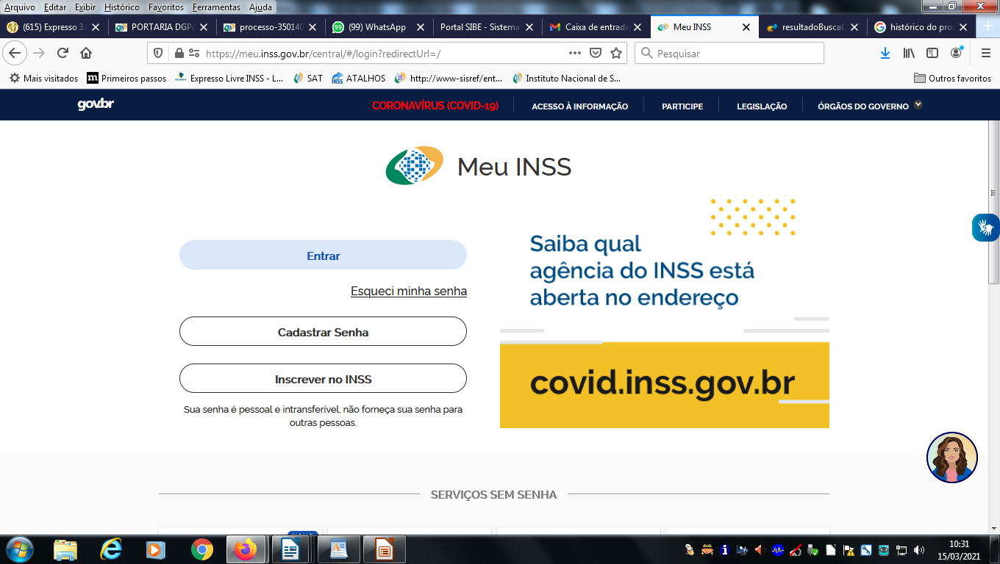 Arquivo Editar Exibir Histórico Favoritos Ferramentas Ajuda
(615) Expresso 3. PORTARIA DGPA processo-350140 (99) WhatsApp Portal SIBE - Sistema Caixa de entrada Meu INSS resultadoBusca histórico do pro
https://meu.inss.gov.br/central/#/login?redirectUrl=/ Pesquisar
Mais visitados Primeiros passos Expresso Livre INSS - L... SAT ATALHOS http://www-sisref/ent... Instituto Nacional de S... Outros favoritos
gov.br CORONAVÍRUS (COVID-19) ACESSO À INFORMAÇÃO PARTICIPE LEGISLAÇÃO ÓRGÃOS DO GOVERNO
Meu INSS
Entrar
Esqueci minha senha
Cadastrar Senha
Inscrever no INSS
Sua senha é pessoal e intransferível, não forneça sua senha para
outras pessoas.
Saiba qual
agência do INSS está
aberta no endereço
covid.inss.gov.br
SERVIÇOS SEM SENHA
10:31
15/03/2021